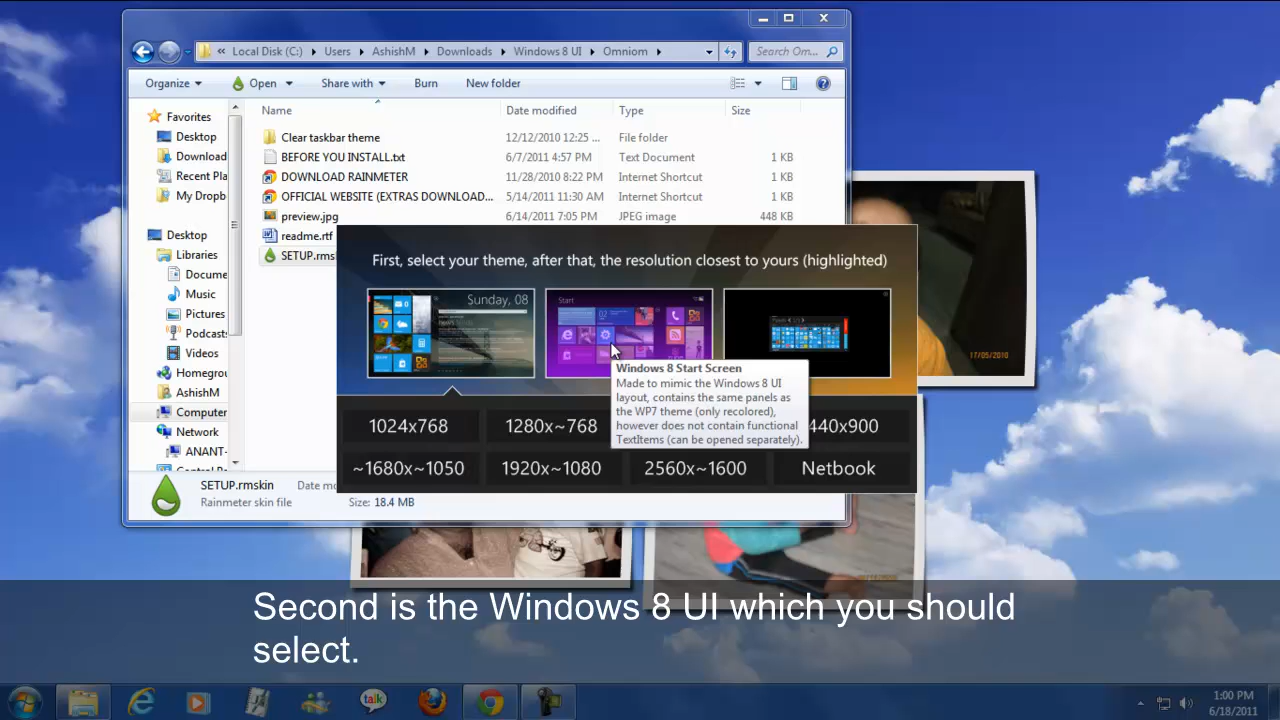 « Local Disk (C:) ▸ Users ▸ AshishM ▸ Downloads ▸ Windows 8 UI ▸ Omniom ▸
Search Om...
Organize Open Share with Burn New folder
Name Date modified Type Size
Favorites
Desktop
Download
Recent Pla
My Dropb
Desktop
Libraries
Docume
Music
Pictures
Podcasts
Videos
Homegrou
AshishM
Computer
Network
ANANT-
Clear taskbar theme 12/12/2010 12:25 ... File folder
BEFORE YOU INSTALL.txt 6/7/2011 4:57 PM Text Document 1 KB
DOWNLOAD RAINMETER 11/28/2010 8:22 PM Internet Shortcut 1 KB
OFFICIAL WEBSITE (EXTRAS DOWNLOAD... 5/14/2011 11:30 AM Internet Shortcut 1 KB
preview.jpg 6/14/2011 7:05 PM JPEG image 448 KB
readme.rtf
SETUP.rmsk
First, select your theme, after that, the resolution closest to yours (highlighted)
Sunday, 08
Start
Windows 8 Start Screen
Made to mimic the Windows 8 UI
layout, contains the same panels as
the WP7 theme (only recolored),
however does not contain functional
TextItems (can be opened separately).
1024x768 1280x~768 440x900
~1680x~1050 1920x~1080 2560x~1600 Netbook
SETUP.rmskin Date mo
Rainmeter skin file Size: 18.4 MB
17/05/2010
Second is the Windows 8 UI which you should
select.
talk
1:00 PM
6/18/2011